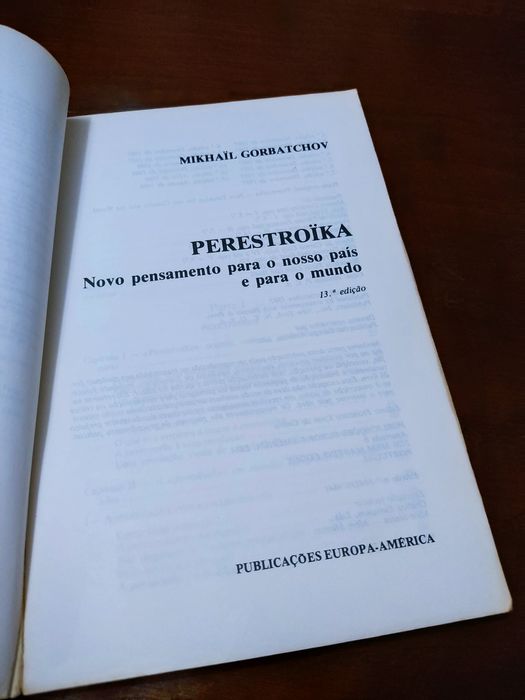 MIKHAÏL GORBATCHOV
PERESTROÏKA
Novo pensamento para o nosso país
e para o mundo
13.ª edição
PUBLICAÇÕES EUROPA-AMÉRICA